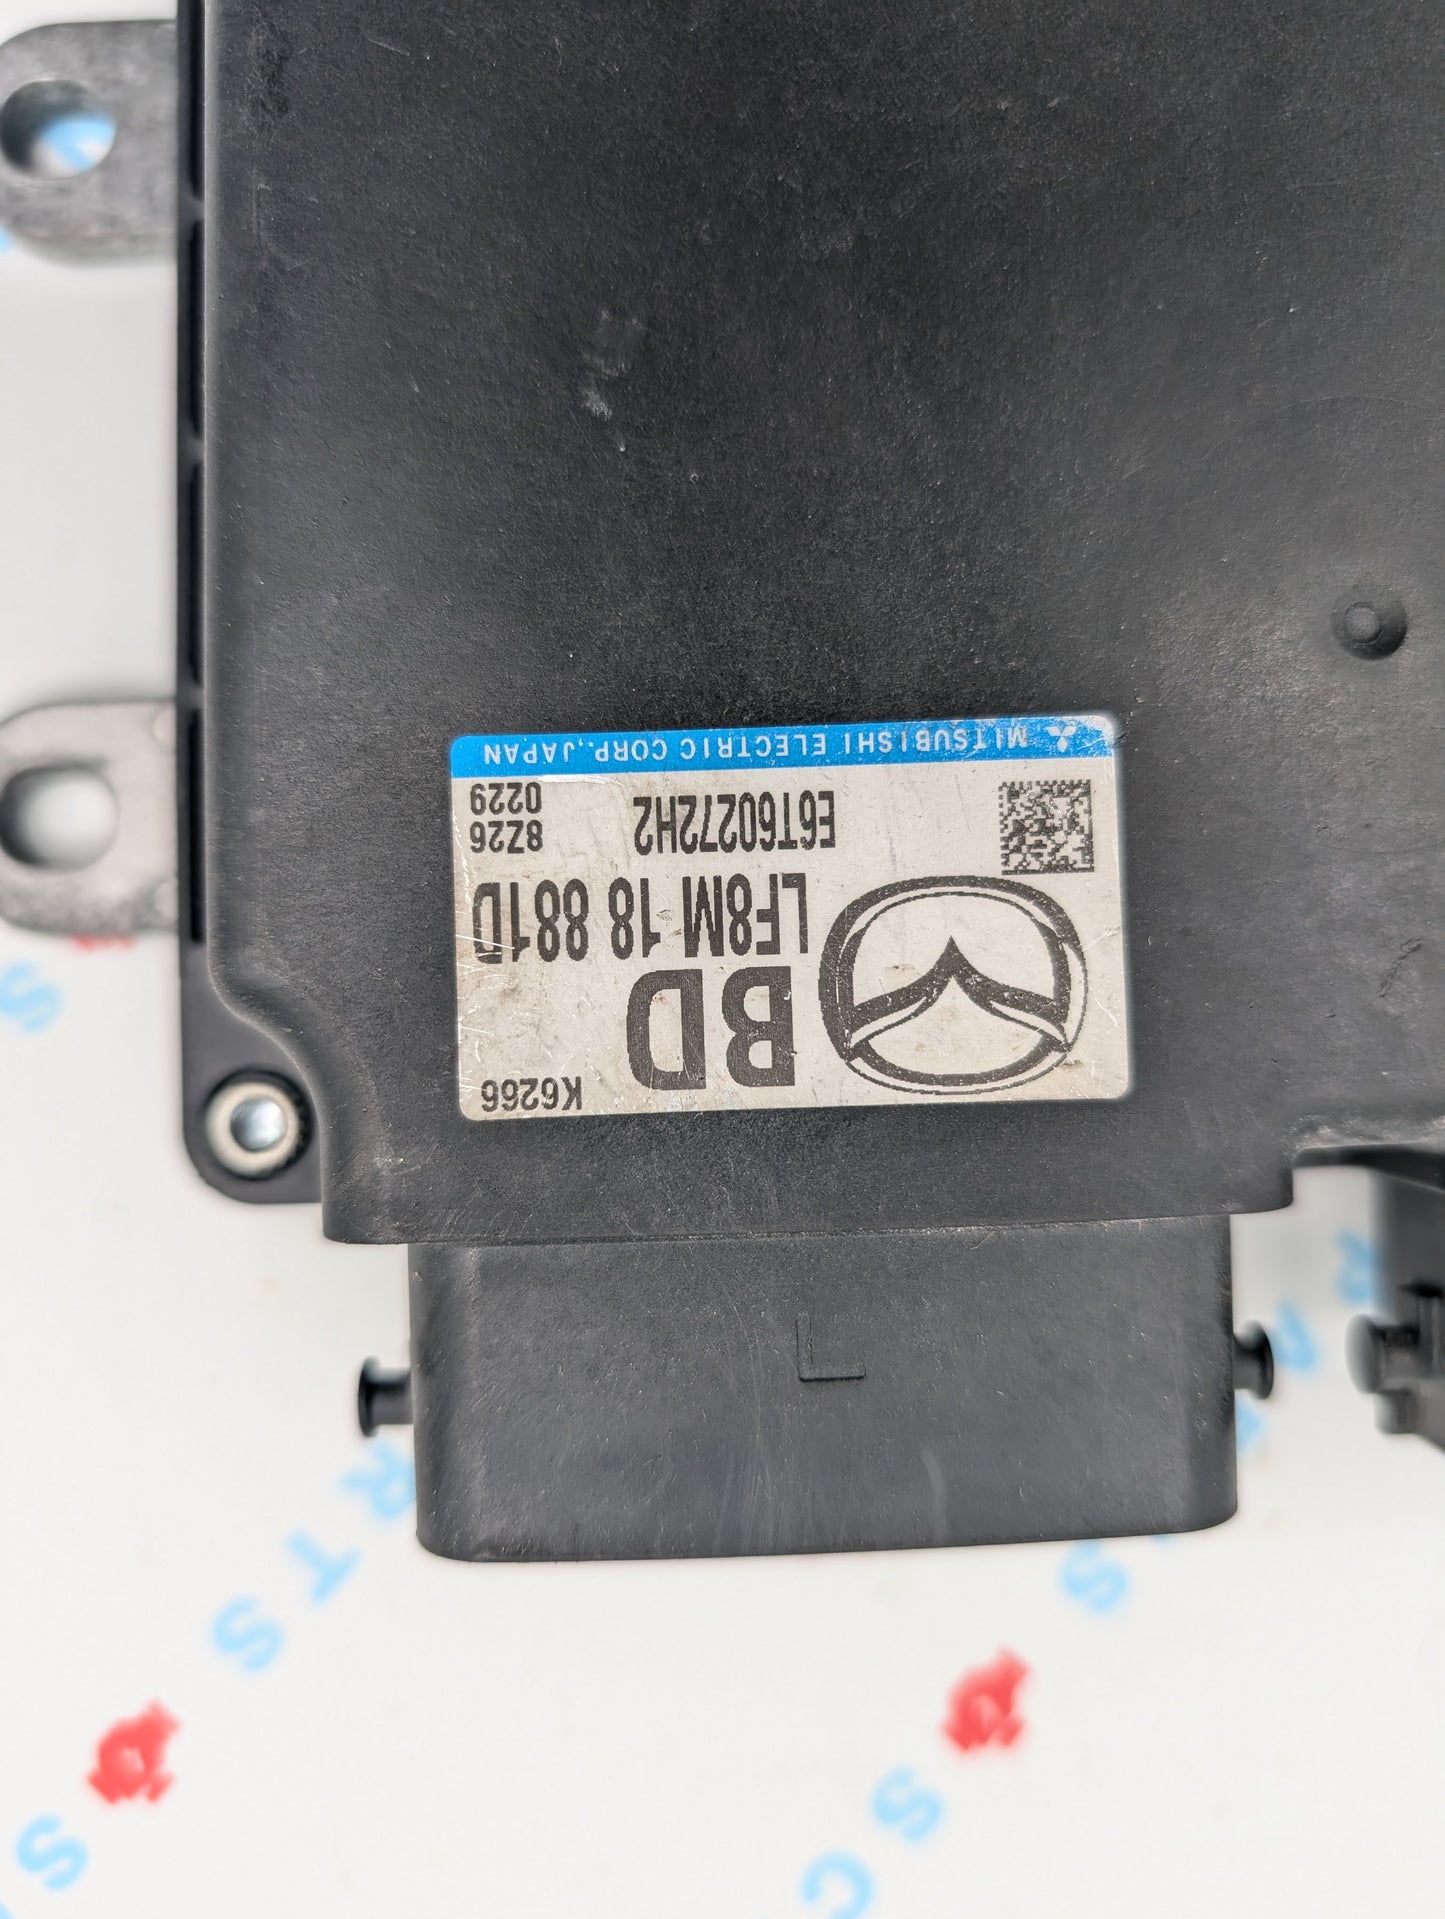 MITSUBISHI ELECTRIC CORP.,JAPAN
E6T60272H2
8Z26
0229
LF8M 18 881D
BD
K6266
L